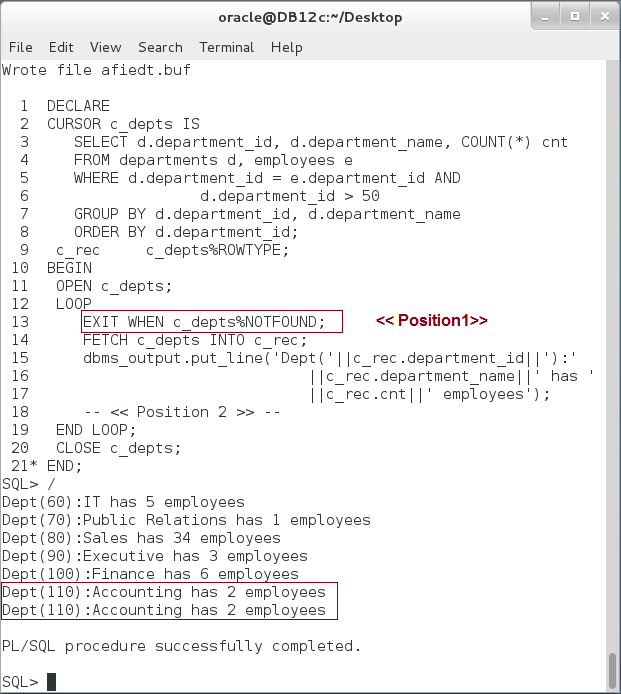 oracle@DB12c:~/Desktop
File Edit View Search Terminal Help
Wrote file afiedt.buf
1 DECLARE
2 CURSOR c_depts IS
3 SELECT d.department_id, d.department_name, COUNT(*) cnt
4 FROM departments d, employees e
5 WHERE d.department_id = e.department_id AND
6 d.department_id > 50
7 GROUP BY d.department_id, d.department_name
8 ORDER BY d.department_id;
9 c_rec c_depts%ROWTYPE;
10 BEGIN
11 OPEN c_depts;
12 LOOP
13 EXIT WHEN c_depts%NOTFOUND; << Position1>>
14 FETCH c_depts INTO c_rec;
15 dbms_output.put_line('Dept('||c_rec.department_id||'):'
16 ||c_rec.department_name||' has '
17 ||c_rec.cnt||' employees');
18 -- << Position 2 >> --
19 END LOOP;
20 CLOSE c_depts;
21* END;
SQL> /
Dept(60):IT has 5 employees
Dept(70):Public Relations has 1 employees
Dept(80):Sales has 34 employees
Dept(90):Executive has 3 employees
Dept(100):Finance has 6 employees
Dept(110):Accounting has 2 employees
Dept(110):Accounting has 2 employees
PL/SQL procedure successfully completed.
SQL>